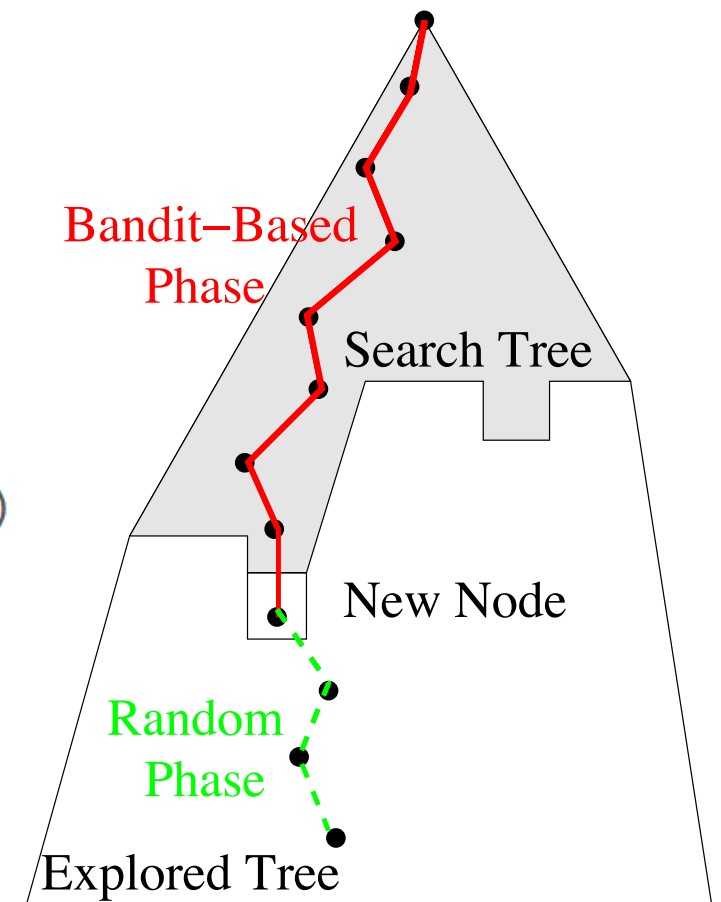 Bandit−Based
Phase
Search Tree
New Node
Random
Phase
Explored Tree